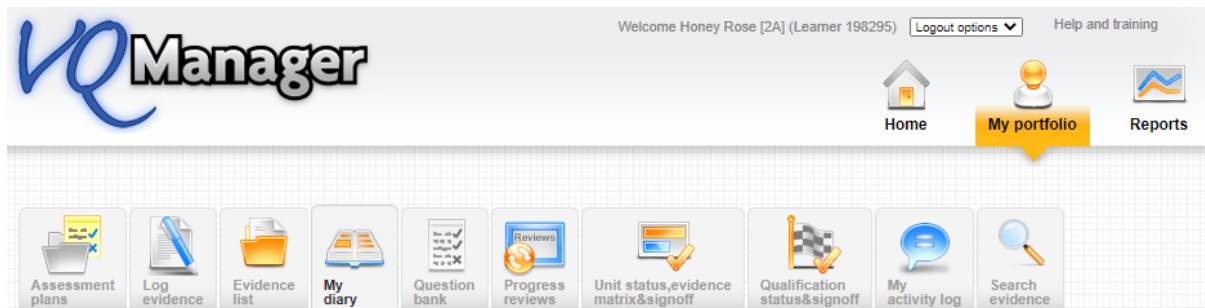 VQManager
Welcome Honey Rose [2A] (Learner 198295) Logout options Help and training
Home My portfolio Reports
Reviews
Assessment plans
Log evidence
Evidence list
My diary
Question bank
Progress reviews
Unit status,evidence matrix&signoff
Qualification status&signoff
My activity log
Search evidence